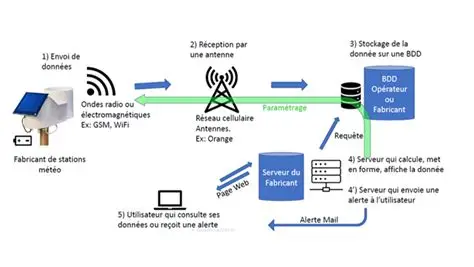 1) Envoi de
données
2) Réception par
une antenne
3) Stockage de la
donnée sur une BDD
BDD
Opérateur
ou
Fabricant
Ondes radio ou
électromagnétiques
Ex: GSM, WiFi
Paramétrage
Réseau cellulaire
Antennes.
Ex: Orange
Requête
Fabricant de stations
météo
Serveur du
Fabricant
4) Serveur qui calcule, met
en forme, affiche la donnée
Page Web
4') Serveur qui envoie une
alerte à l'utilisateur
5) Utilisateur qui consulte ses
données ou reçoit une alerte
Alerte Mail